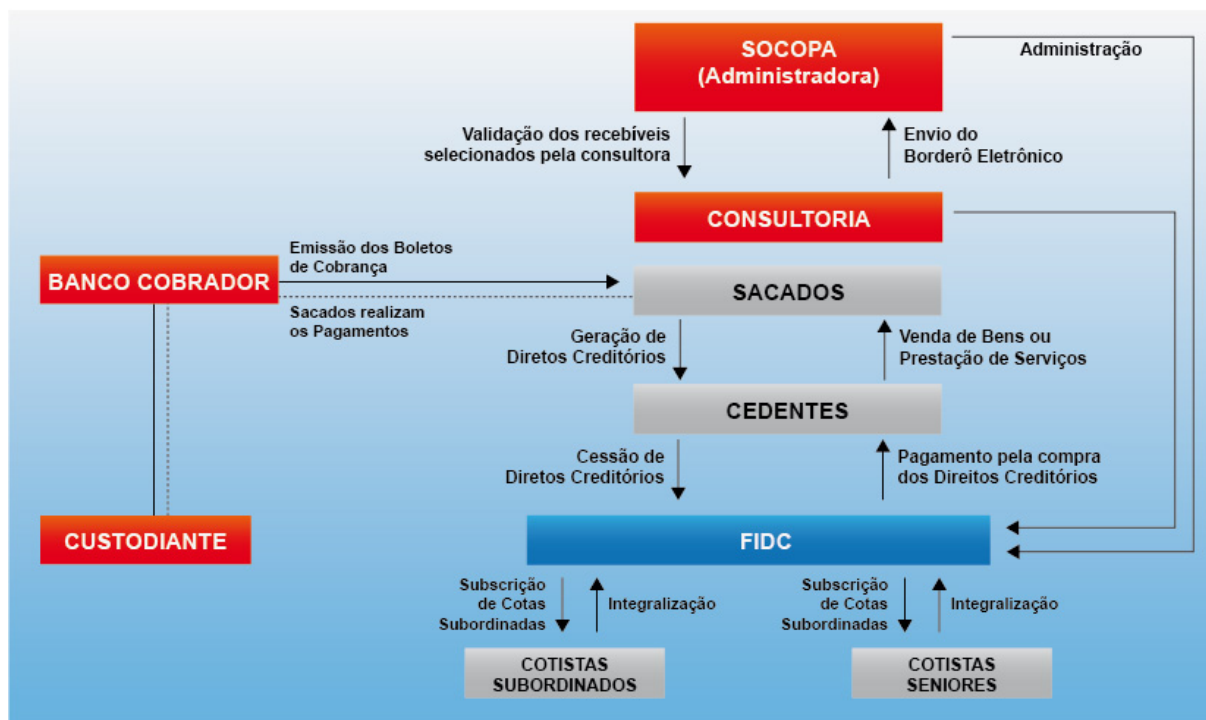 SOCOPA
(Administradora)
Administração
Validação dos recebíveis
selecionados pela consultora
Envio do
Borderô Eletrônico
CONSULTORIA
Emissão dos Boletos
de Cobrança
BANCO COBRADOR
SACADOS
Sacados realizam
os Pagamentos
Geração de
Diretos Creditórios
Venda de Bens ou
Prestação de Serviços
CEDENTES
Cessão de
Diretos Creditórios
Pagamento pela compra
dos Direitos Creditórios
CUSTODIANTE
FIDC
Subscrição
de Cotas
Subordinadas
Integralização
Subscrição
de Cotas
Subordinadas
Integralização
COTISTAS
SUBORDINADOS
COTISTAS
SENIORES